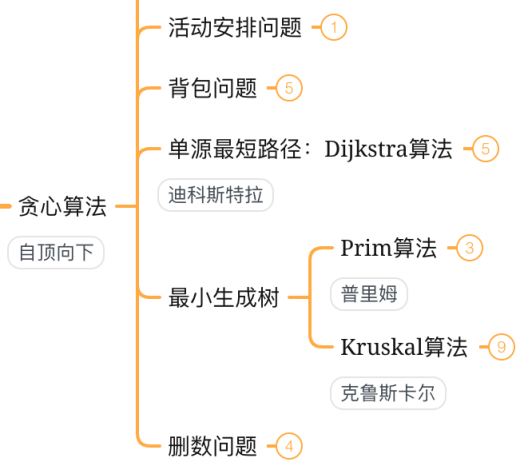 活动安排问题 1
背包问题 5
单源最短路径：Dijkstra算法 5
迪科斯特拉
贪心算法
自顶向下
最小生成树
Prim算法 3
普里姆
Kruskal算法 9
克鲁斯卡尔
删数问题 4